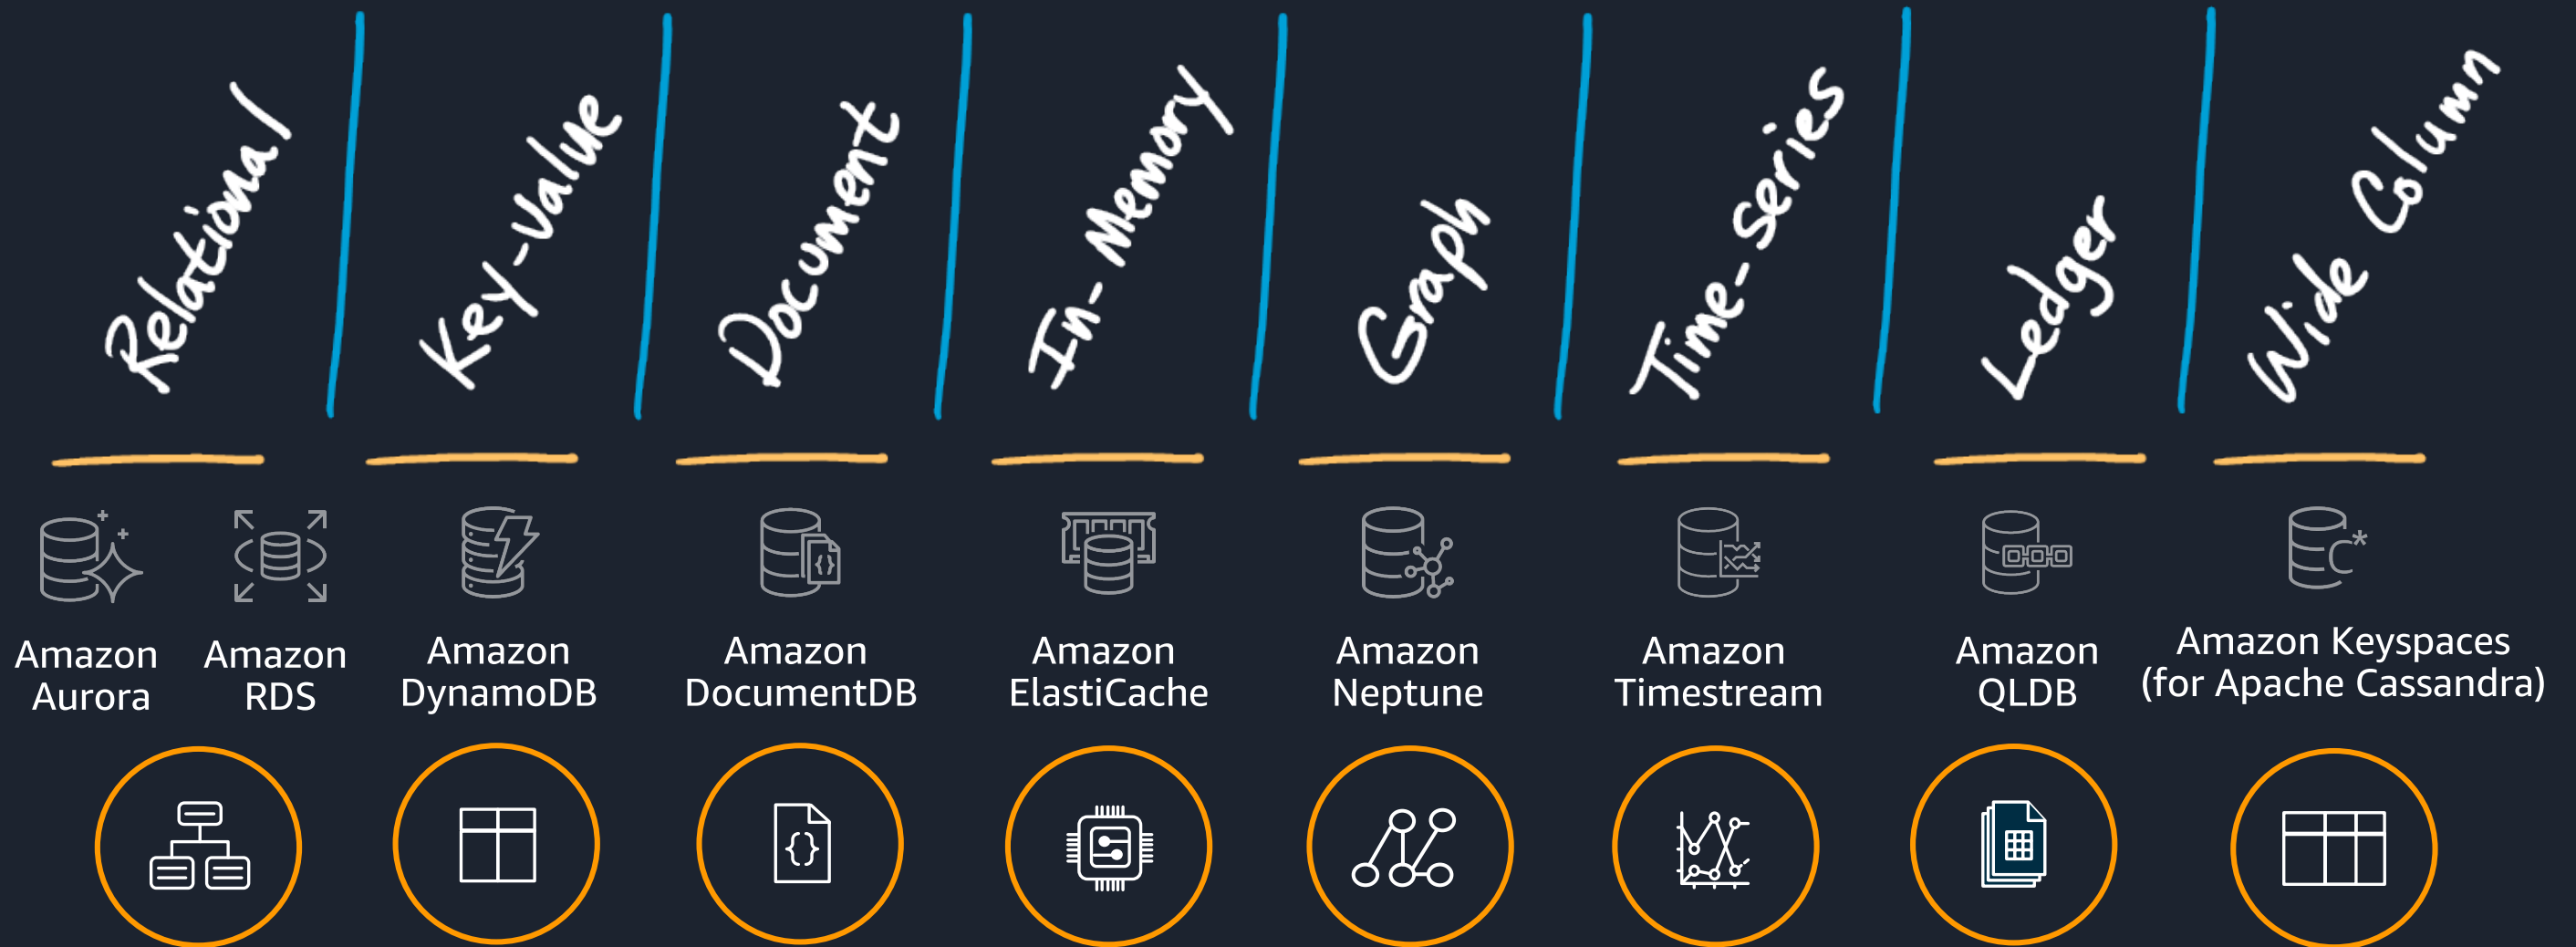 Relational
Key-Value
Document
In-Memory
Graph
Time-series
Ledger
Wide Column
Amazon
Aurora
Amazon
RDS
Amazon
DynamoDB
{}
Amazon
DocumentDB
Amazon
ElastiCache
Amazon
Neptune
Amazon
Timestream
Amazon
QLDB
C*
Amazon Keyspaces
(for Apache Cassandra)
{}